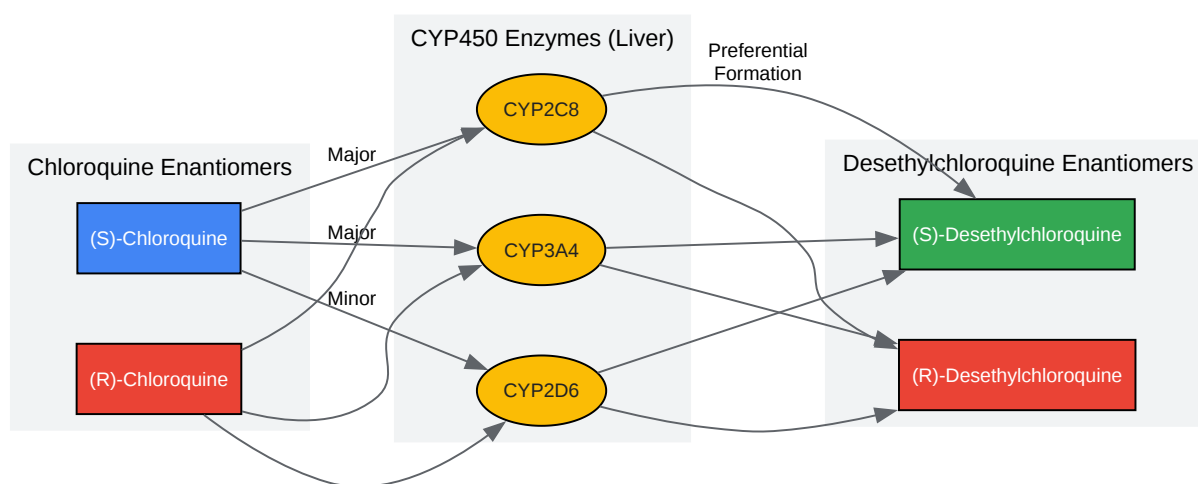 CYP450 Enzymes (Liver)
Preferential
Formation
CYP2C8
Chloroquine Enantiomers
Major
Desethylchloroquine Enantiomers
(S)-Chloroquine
Major
CYP3A4
(S)-Desethylchloroquine
Minor
(R)-Chloroquine
CYP2D6
(R)-Desethylchloroquine